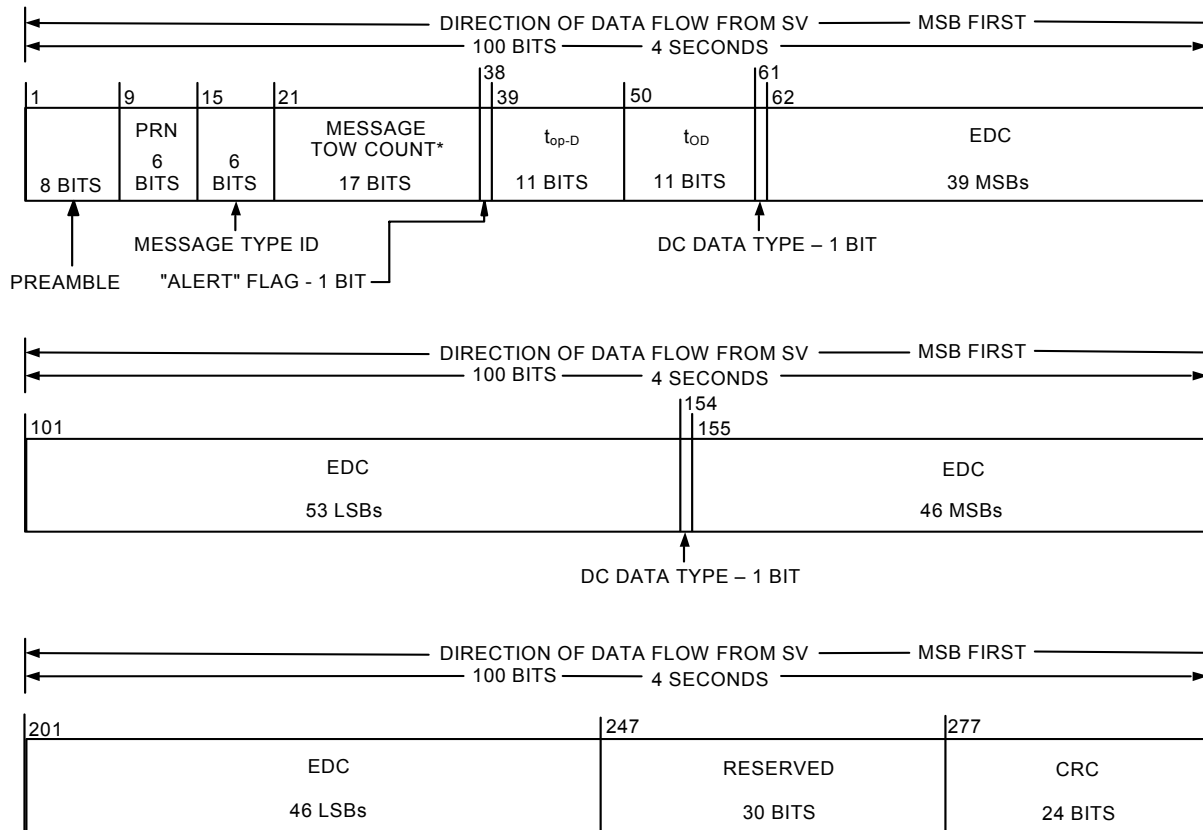 DIRECTION OF DATA FLOW FROM SV MSB FIRST
100 BITS 4 SECONDS
1 9 15 21 38 39 50 61 62
8 BITS
PRN
6
BITS
6
BITS
MESSAGE
TOW COUNT*
17 BITS
top-D
11 BITS
tOD
11 BITS
EDC
39 MSBs
MESSAGE TYPE ID
DC DATA TYPE – 1 BIT
PREAMBLE
"ALERT" FLAG - 1 BIT
DIRECTION OF DATA FLOW FROM SV MSB FIRST
100 BITS 4 SECONDS
101 154 155
EDC
53 LSBs
EDC
46 MSBs
DC DATA TYPE – 1 BIT
DIRECTION OF DATA FLOW FROM SV MSB FIRST
100 BITS 4 SECONDS
201 247 277
EDC
46 LSBs
RESERVED
30 BITS
CRC
24 BITS